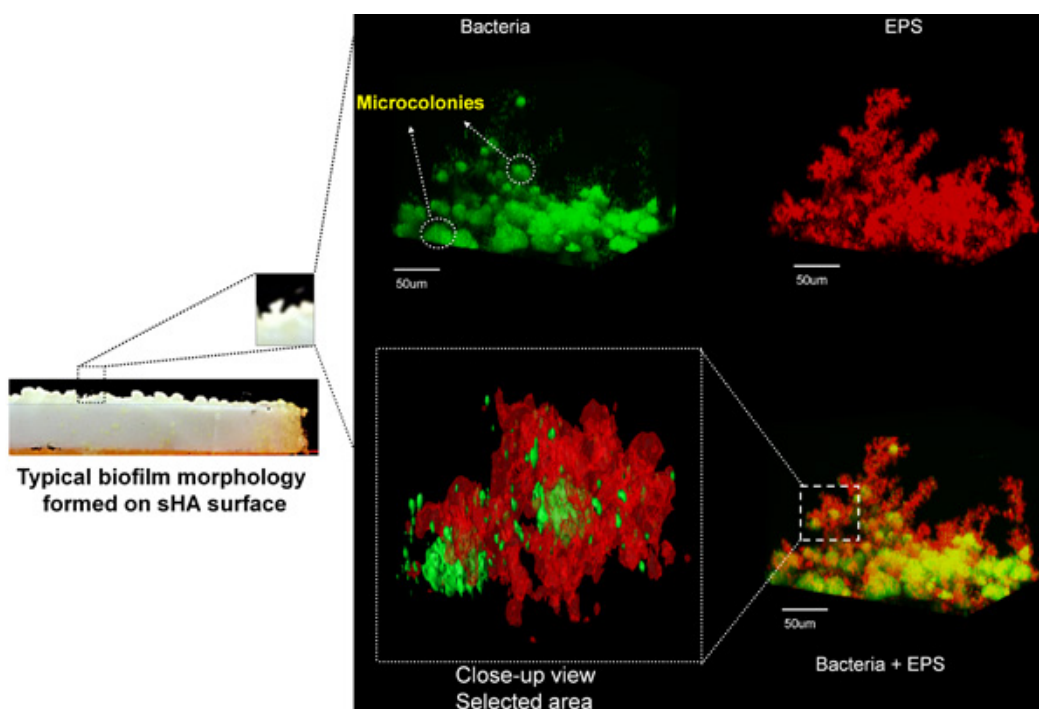 Bacteria
EPS
Microcolonies
50um
Typical biofilm morphology
formed on sHA surface
50um
Close-up view
Selected area
50um
Bacteria + EPS